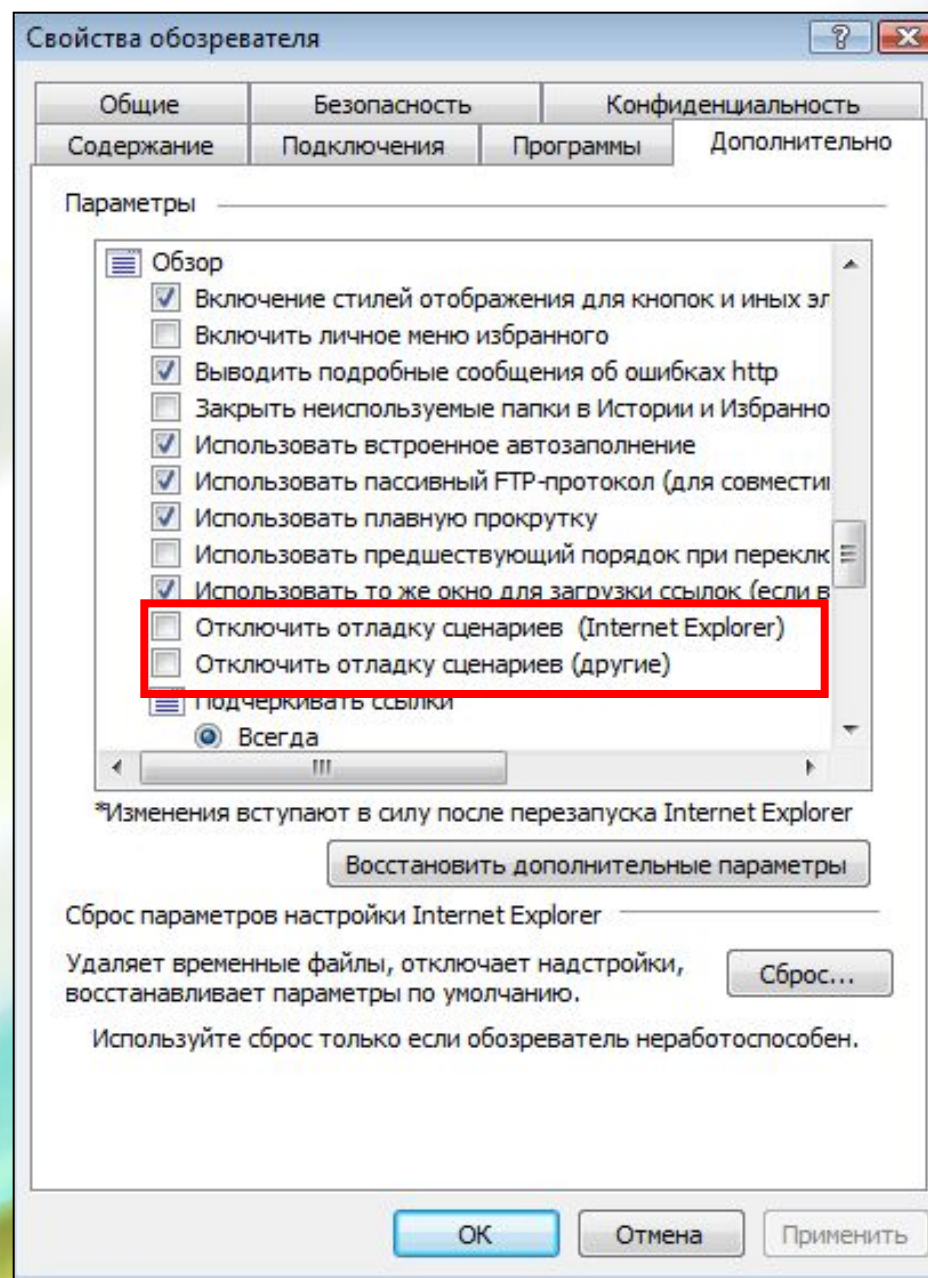 Свойства обозревателя
Общие Безопасность Конфиденциальность
Содержание Подключения Программы Дополнительно
Параметры
Обзор
Включение стилей отображения для кнопок и иных эл
Включить личное меню избранного
Выводить подробные сообщения об ошибках http
Закрыть неиспользуемые папки в Истории и Избранно
Использовать встроенное автозаполнение
Использовать пассивный FTP-протокол (для совмести
Использовать плавную прокрутку
Использовать предшествующий порядок при переклю
Использовать то же окно для загрузки ссылок (если в
Отключить отладку сценариев (Internet Explorer)
Отключить отладку сценариев (другие)
Подчеркивать ссылки
Всегда
*Изменения вступают в силу после перезапуска Internet Explorer
Восстановить дополнительные параметры
Сброс параметров настройки Internet Explorer
Удаляет временные файлы, отключает надстройки,
восстанавливает параметры по умолчанию.
Сброс...
Используйте сброс только если обозреватель неработоспособен.
ОК Отмена Применить